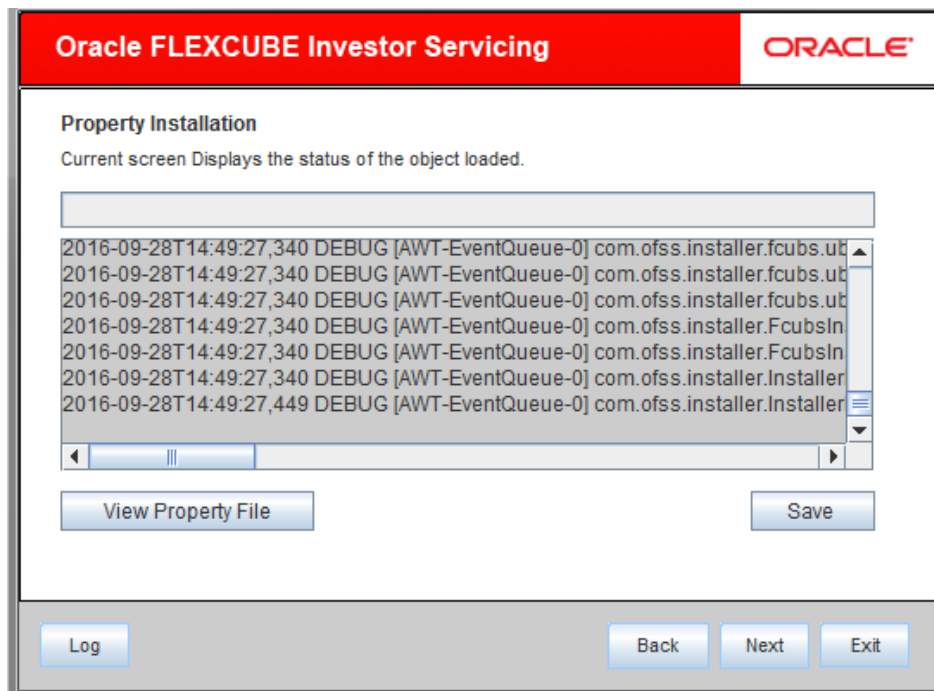 Oracle FLEXCUBE Investor Servicing
ORACLE
Property Installation
Current screen Displays the status of the object loaded.
2016-09-28T14:49:27,340 DEBUG [AWT-EventQueue-0] com.ofss.installer.fcubs.ub
2016-09-28T14:49:27,340 DEBUG [AWT-EventQueue-0] com.ofss.installer.fcubs.ub
2016-09-28T14:49:27,340 DEBUG [AWT-EventQueue-0] com.ofss.installer.fcubs.ub
2016-09-28T14:49:27,340 DEBUG [AWT-EventQueue-0] com.ofss.installer.FcubsIn
2016-09-28T14:49:27,340 DEBUG [AWT-EventQueue-0] com.ofss.installer.FcubsIn
2016-09-28T14:49:27,340 DEBUG [AWT-EventQueue-0] com.ofss.installer.Installer
2016-09-28T14:49:27,449 DEBUG [AWT-EventQueue-0] com.ofss.installer.Installer
View Property File Save
Log Back Next Exit